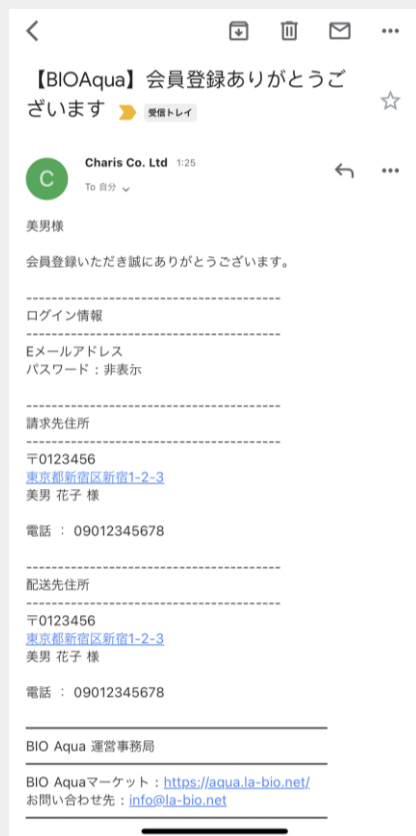 【BIOAqua】会員登録ありがとうご
ざいます 受信トレイ
C
Charis Co. Ltd 1:25
To 自分
美男様
会員登録いただき誠にありがとうございます。
----------------------------------------
ログイン情報
----------------------------------------
Eメールアドレス
パスワード：非表示
----------------------------------------
請求先住所
----------------------------------------
〒0123456
東京都新宿区新宿1-2-3
美男 花子 様
電話 ： 09012345678
----------------------------------------
配送先住所
----------------------------------------
〒0123456
東京都新宿区新宿1-2-3
美男 花子 様
電話 ： 09012345678
BIO Aqua 運営事務局
BIO Aquaマーケット：https://aqua.la-bio.net/
お問い合わせ先：info@la-bio.net